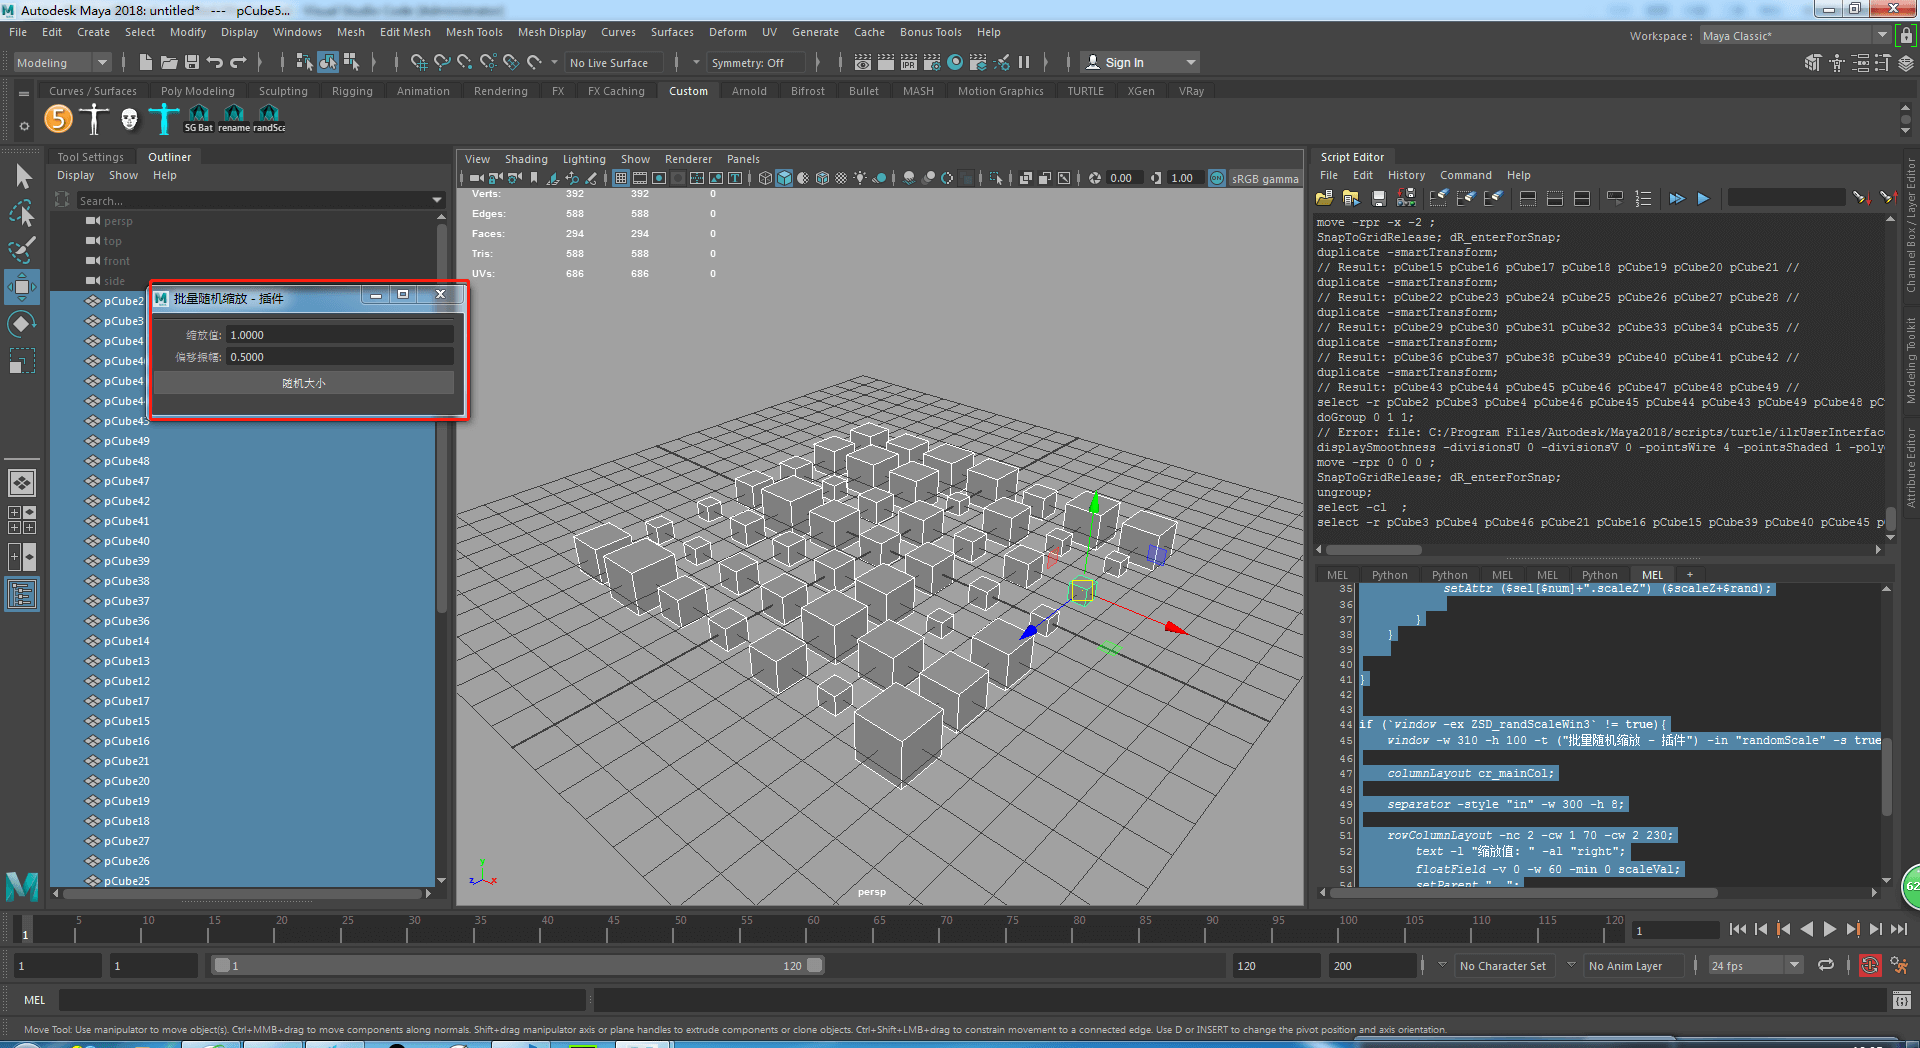 Autodesk Maya 2018: untitled*   ---   pCube5...
File Edit Create Select Modify Display Windows Mesh Edit Mesh Mesh Tools Mesh Display Curves Surfaces Deform UV Generate Cache Bonus Tools Help
Workspace : Maya Classic*
Modeling No Live Surface Symmetry: Off Sign In
Curves / Surfaces Poly Modeling Sculpting Rigging Animation Rendering FX FX Caching Custom Arnold Bifrost Bullet MASH Motion Graphics TURTLE XGen VRay
5 SG Bat rename randSca
Tool Settings Outliner
Display Show Help
Search...
persp
top
front
side
pCube2
pCube3
pCube4
pCube4
pCube4
pCube4
pCube43
pCube49
pCube48
pCube47
pCube42
pCube41
pCube40
pCube39
pCube38
pCube37
pCube36
pCube14
pCube13
pCube12
pCube17
pCube15
pCube16
pCube21
pCube20
pCube19
pCube18
pCube27
pCube26
pCube25
批量随机缩放 - 插件
缩放值: 1.0000
偏移振幅: 0.5000
随机大小
View Shading Lighting Show Renderer Panels
0.00 1.00 sRGB gamma
Verts: 392 392 0
Edges: 588 588 0
Faces: 294 294 0
Tris: 588 588 0
UVs: 686 686 0
persp
Script Editor
File Edit History Command Help
move -rpr -x -2 ;
SnapToGridRelease; dR_enterForSnap;
duplicate -smartTransform;
// Result: pCube15 pCube16 pCube17 pCube18 pCube19 pCube20 pCube21 //
duplicate -smartTransform;
// Result: pCube22 pCube23 pCube24 pCube25 pCube26 pCube27 pCube28 //
duplicate -smartTransform;
// Result: pCube29 pCube30 pCube31 pCube32 pCube33 pCube34 pCube35 //
duplicate -smartTransform;
// Result: pCube36 pCube37 pCube38 pCube39 pCube40 pCube41 pCube42 //
duplicate -smartTransform;
// Result: pCube43 pCube44 pCube45 pCube46 pCube47 pCube48 pCube49 //
select -r pCube2 pCube3 pCube4 pCube46 pCube45 pCube44 pCube43 pCube49 pCube48 pC
doGroup 0 1 1;
// Error: file: C:/Program Files/Autodesk/Maya2018/scripts/turtle/ilrUserInterface
displaySmoothness -divisionsU 0 -divisionsV 0 -pointsWire 4 -pointsShaded 1 -poly
move -rpr 0 0 0 ;
SnapToGridRelease; dR_enterForSnap;
ungroup;
select -cl  ;
select -r pCube3 pCube4 pCube46 pCube21 pCube16 pCube15 pCube39 pCube40 pCube45 p
MEL Python Python MEL MEL Python MEL +
35 setAttr ($sel[$num]+".scaleZ") ($scaleZ+$rand);
36
37 }
38 }
39
40
41 }
42
43
44 if (`window -ex ZSD_randScaleWin3` != true){
45 window -w 310 -h 100 -t ("批量随机缩放 - 插件") -in "randomScale" -s true
46
47 columnLayout cr_mainCol;
48
49 separator -style "in" -w 300 -h 8;
50
51 rowColumnLayout -nc 2 -cw 1 70 -cw 2 230;
52 text -l "缩放值: " -al "right";
53 floatField -v 0 -w 60 -min 0 scaleVal;
54 setParent "..";
Channel Box / Layer Editor
Modeling Toolkit
Attribute Editor
62
1 5 10 15 20 25 30 35 40 45 50 55 60 65 70 75 80 85 90 95 100 105 110 115 120
1
1 1 1 120 120 200 No Character Set No Anim Layer 24 fps
MEL
Move Tool: Use manipulator to move object(s). Ctrl+MMB+drag to move components along normals. Shift+drag manipulator axis or plane handles to extrude components or clone objects. Ctrl+Shift+LMB+drag to constrain movement to a connected edge. Use D or INSERT to change the pivot position and axis orientation.